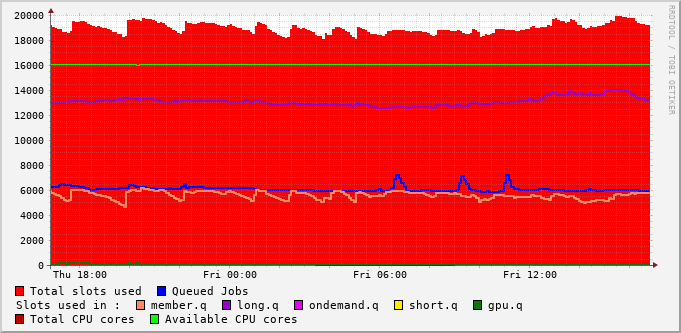 20000
18000
16000
14000
12000
10000
8000
6000
4000
2000
0
Thu 18:00 Fri 00:00 Fri 06:00 Fri 12:00
RRDTOOL / TOBI OETIKER
Total slots used Queued Jobs
Slots used in : member.q long.q ondemand.q short.q gpu.q
Total CPU cores Available CPU cores